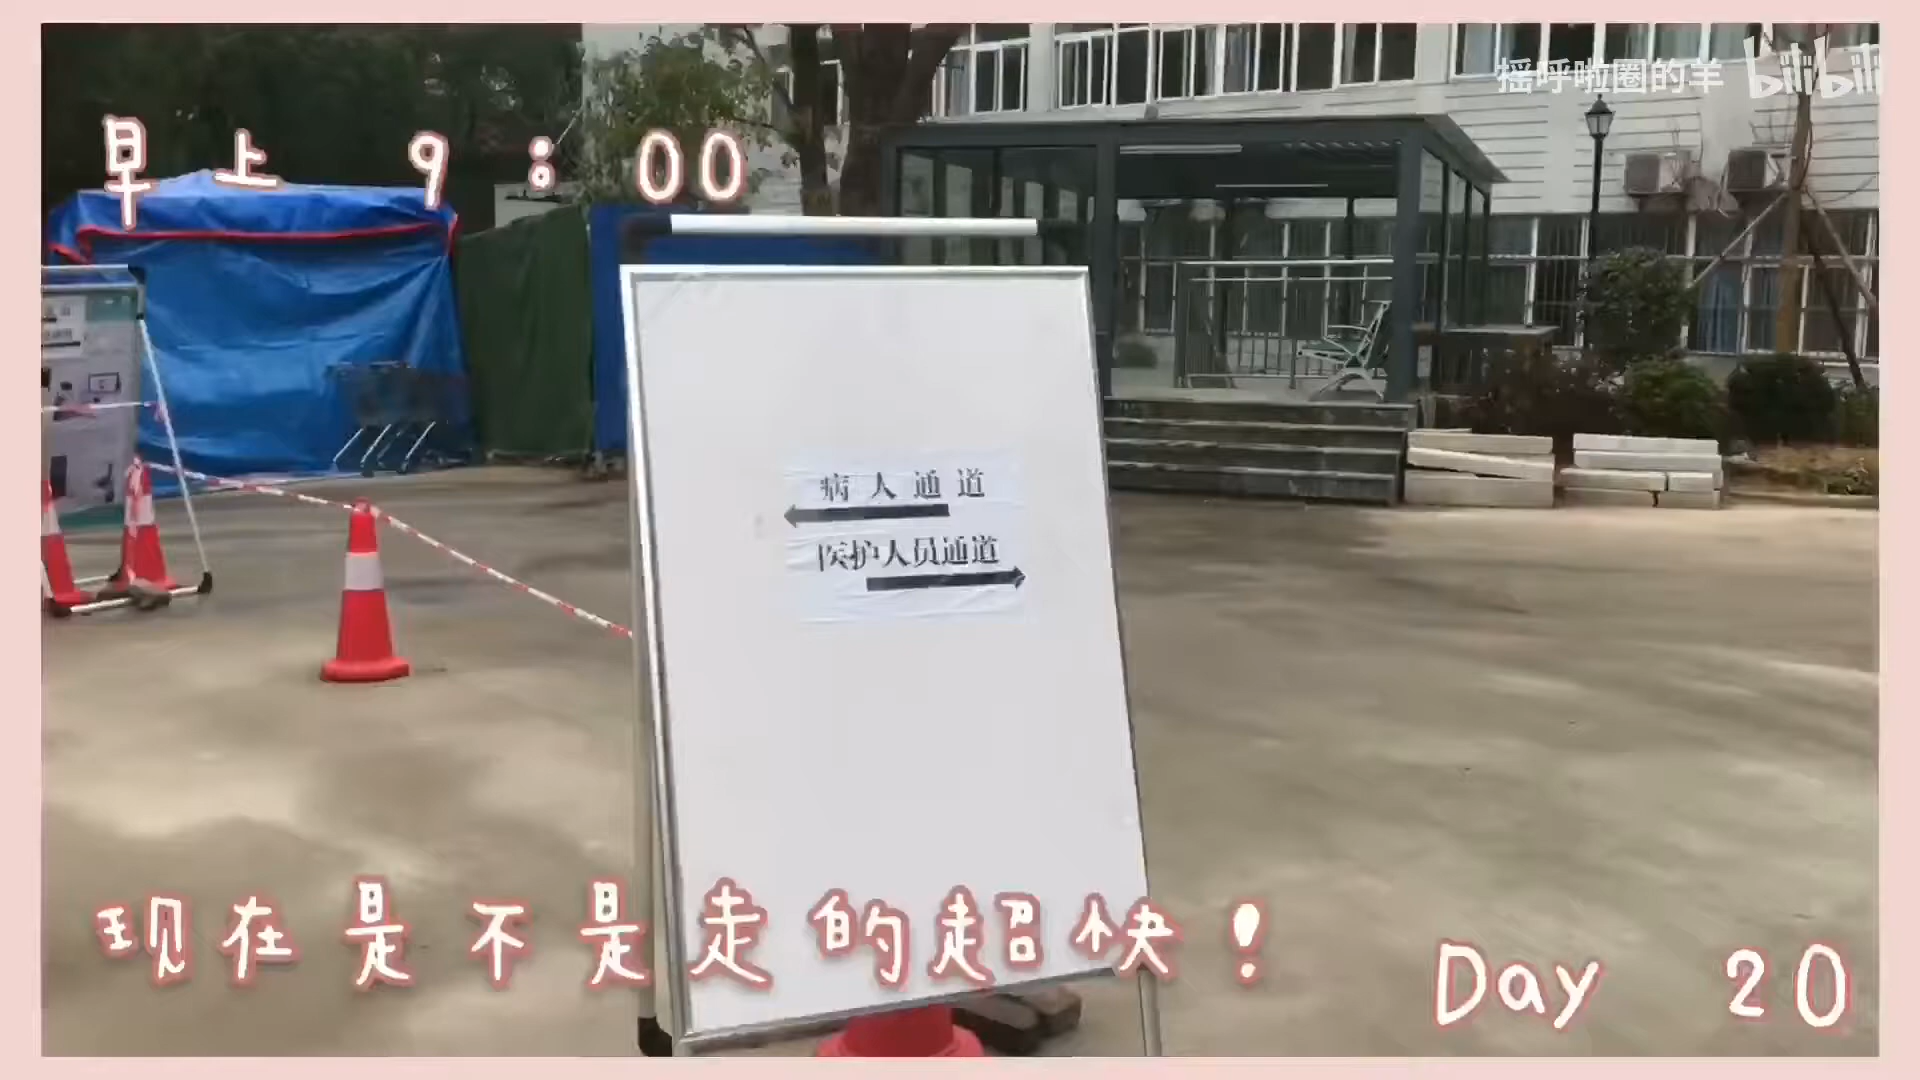 摇呼啦圈的羊 bilibili
早上 9:00
病人通道
医护人员通道
现在是不是走的超快!
Day 20